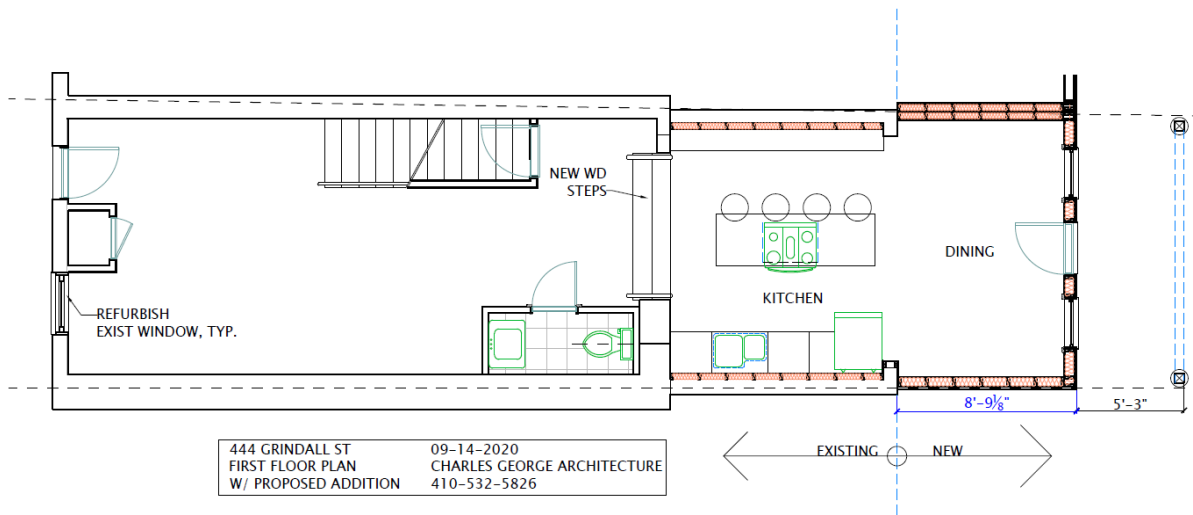 NEW WD
STEPS
DINING
KITCHEN
REFURBISH
EXIST WINDOW, TYP.
8'-9⅛"
5'-3"
EXISTING NEW
444 GRINDALL ST 09-14-2020
FIRST FLOOR PLAN CHARLES GEORGE ARCHITECTURE
W/ PROPOSED ADDITION 410-532-5826